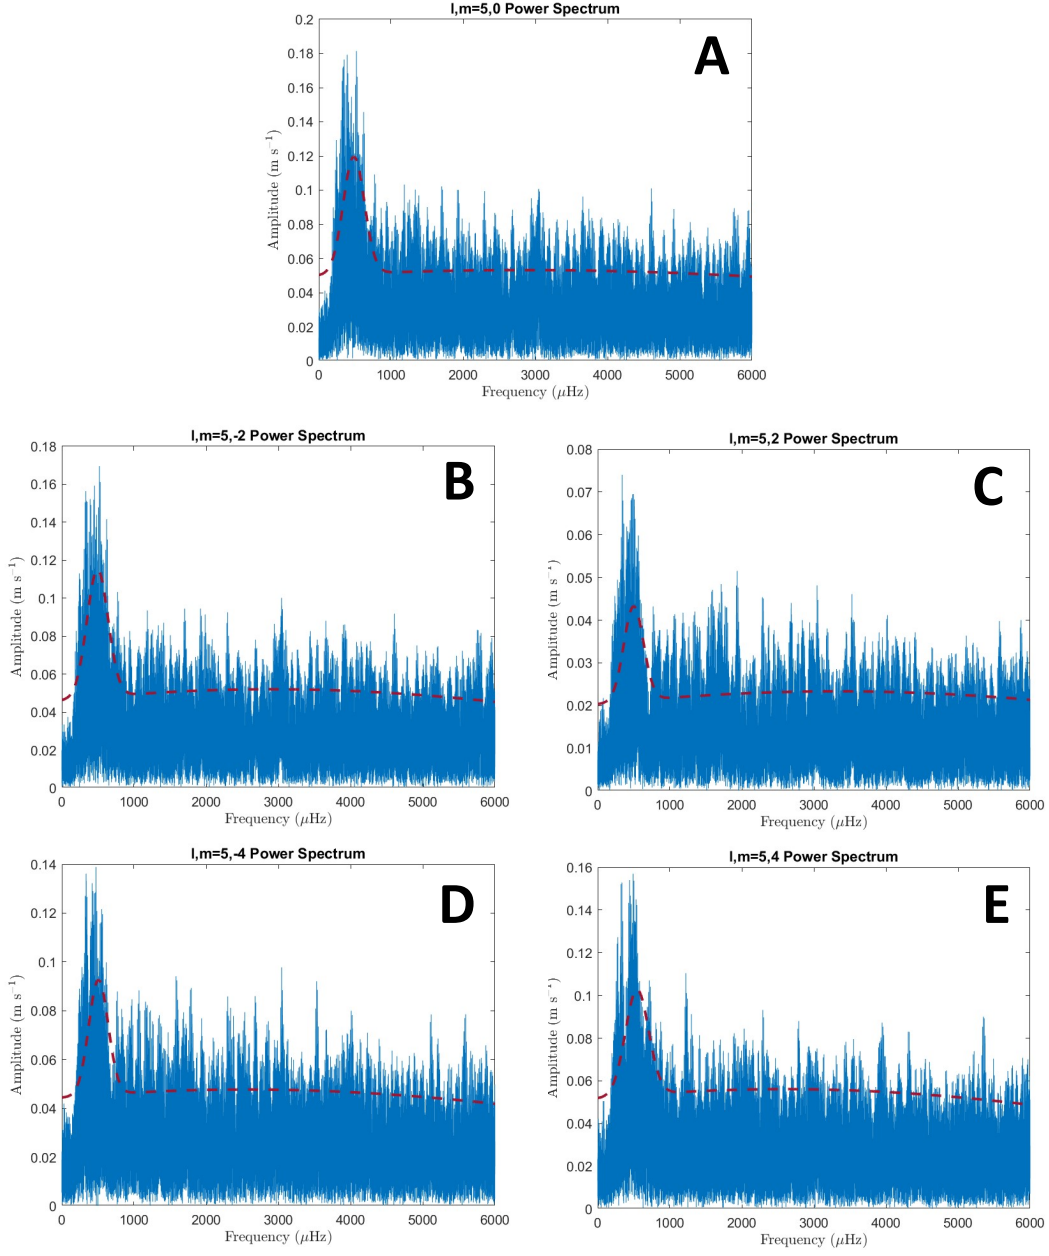 l,m=5,0 Power Spectrum
A
0.2
0.18
0.16
0.14
0.12
0.1
0.08
0.06
0.04
0.02
0
Amplitude (m s⁻¹)
0 1000 2000 3000 4000 5000 6000
Frequency (μHz)
l,m=5,-2 Power Spectrum
B
0.18
0.16
0.14
0.12
0.1
0.08
0.06
0.04
0.02
0
Amplitude (m s⁻¹)
0 1000 2000 3000 4000 5000 6000
Frequency (μHz)
l,m=5,2 Power Spectrum
C
0.08
0.07
0.06
0.05
0.04
0.03
0.02
0.01
0
Amplitude (m s⁻¹)
0 1000 2000 3000 4000 5000 6000
Frequency (μHz)
l,m=5,-4 Power Spectrum
D
0.14
0.12
0.1
0.08
0.06
0.04
0.02
0
Amplitude (m s⁻¹)
0 1000 2000 3000 4000 5000 6000
Frequency (μHz)
l,m=5,4 Power Spectrum
E
0.16
0.14
0.12
0.1
0.08
0.06
0.04
0.02
0
Amplitude (m s⁻¹)
0 1000 2000 3000 4000 5000 6000
Frequency (μHz)